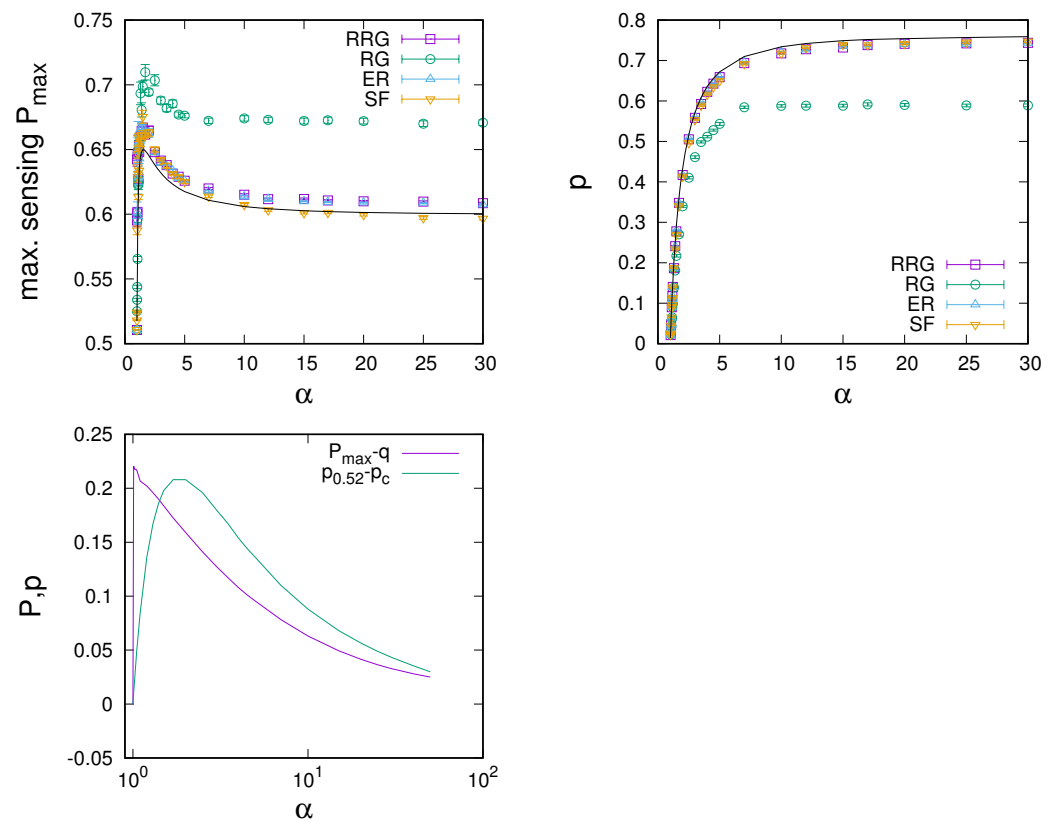 max. sensing P_max
0.75
0.7
0.65
0.6
0.55
0.5
RRG
RG
ER
SF
0 5 10 15 20 25 30
α
p
0.8
0.7
0.6
0.5
0.4
0.3
0.2
0.1
0
RRG
RG
ER
SF
0 5 10 15 20 25 30
α
P,p
0.25
0.2
0.15
0.1
0.05
0
-0.05
P_max-q
p_0.52-p_c
10^0 10^1 10^2
α